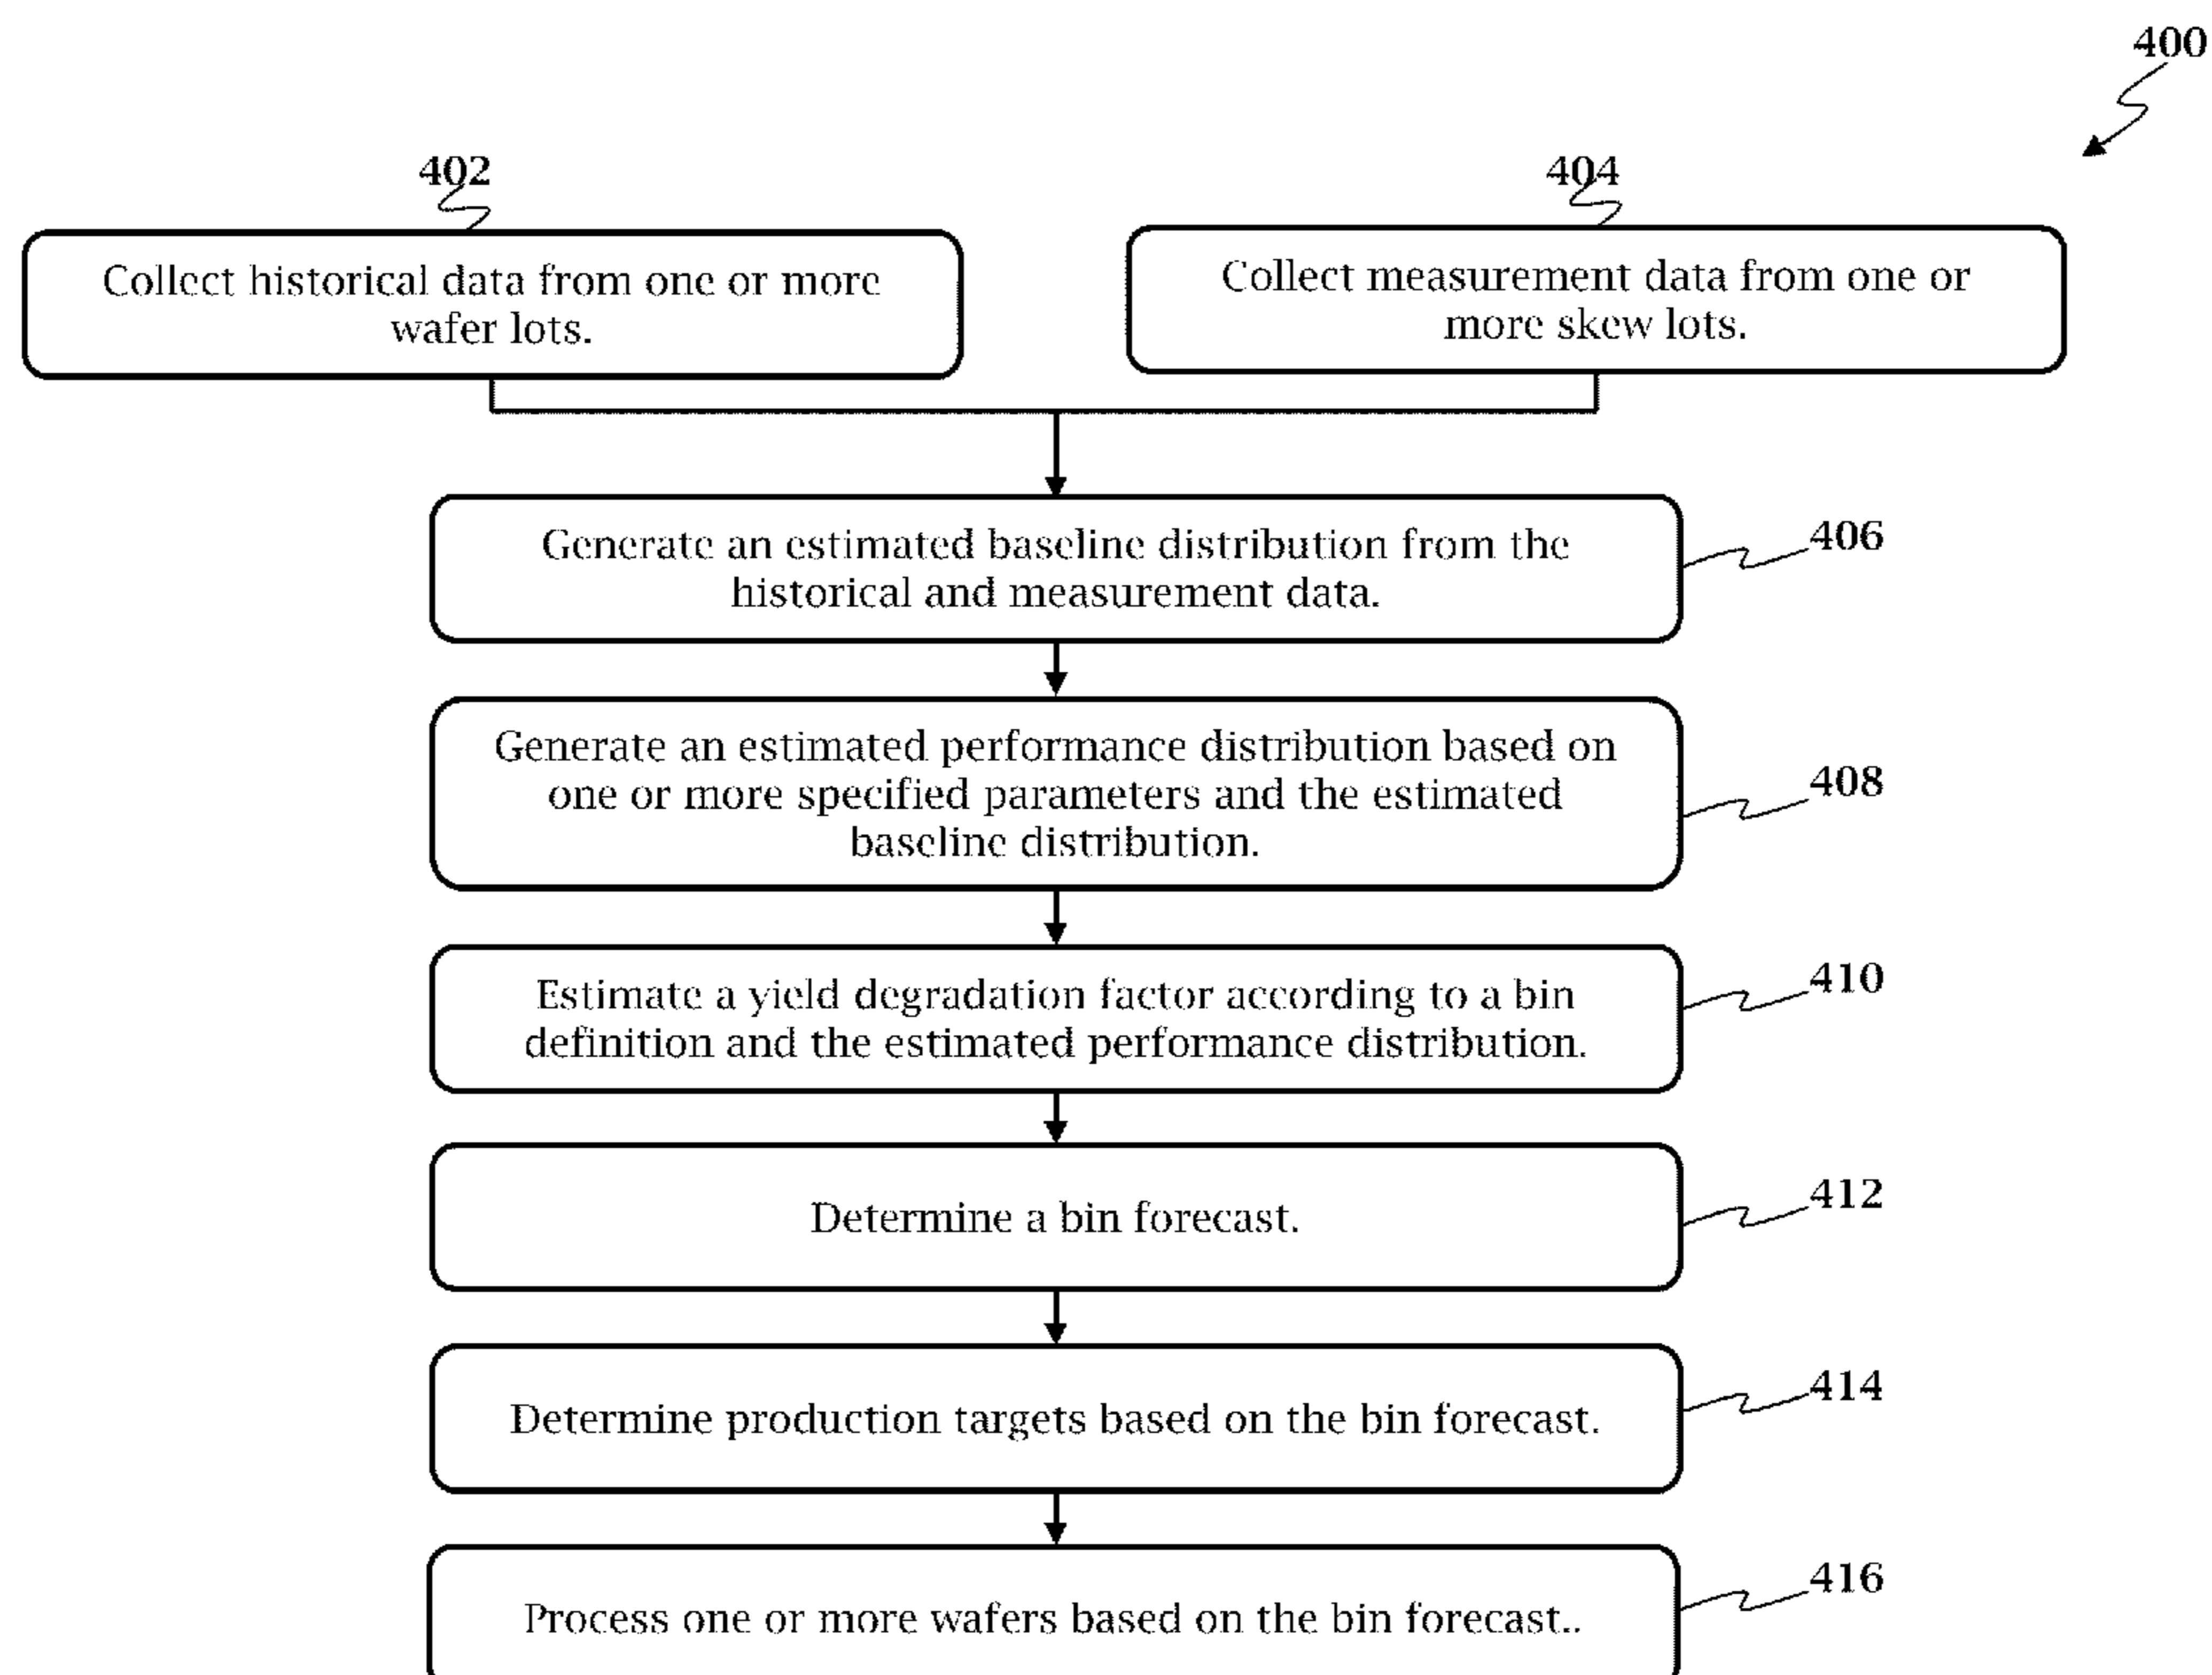 400
402
404
Collect historical data from one or more
wafer lots.
Collect measurement data from one or
more skew lots.
Generate an estimated baseline distribution from the
historical and measurement data.
406
Generate an estimated performance distribution based on
one or more specified parameters and the estimated
baseline distribution.
408
Estimate a yield degradation factor according to a bin
definition and the estimated performance distribution.
410
Determine a bin forecast.
412
Determine production targets based on the bin forecast.
414
Process one or more wafers based on the bin forecast..
416